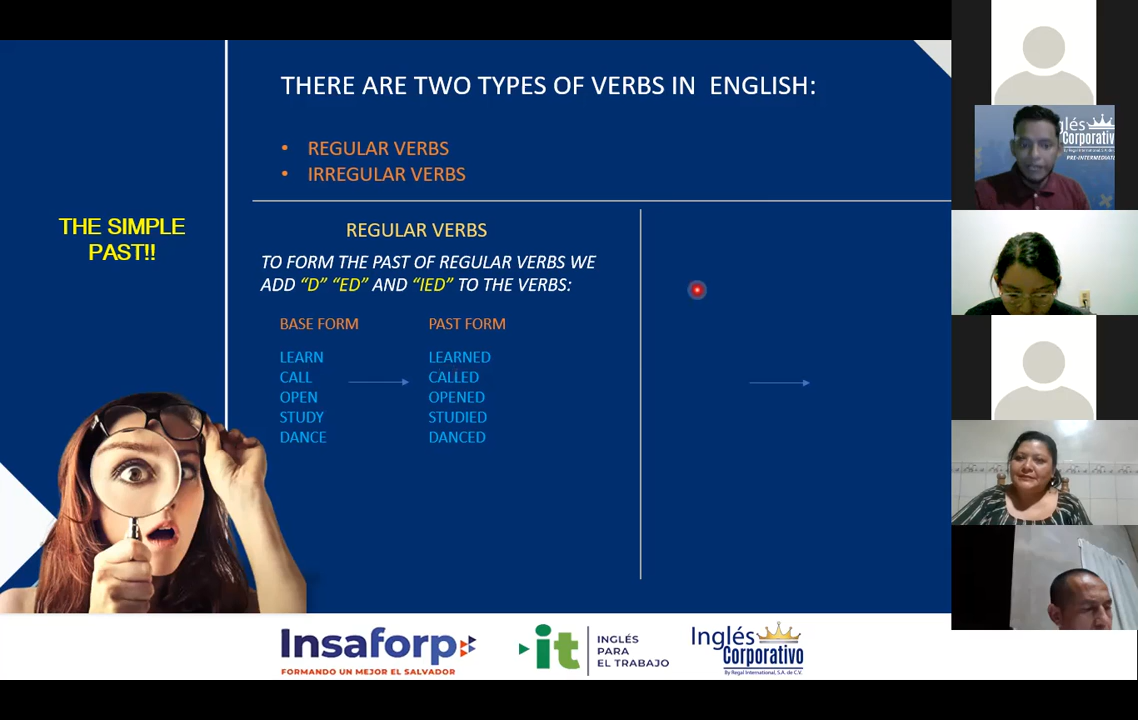 THERE ARE TWO TYPES OF VERBS IN ENGLISH:
• REGULAR VERBS
• IRREGULAR VERBS
THE SIMPLE
PAST!!
REGULAR VERBS
TO FORM THE PAST OF REGULAR VERBS WE
ADD “D” “ED” AND “IED” TO THE VERBS:
BASE FORM PAST FORM
LEARN LEARNED
CALL CALLED
OPEN OPENED
STUDY STUDIED
DANCE DANCED
Insaforp
FORMANDO UN MEJOR EL SALVADOR
it
INGLÉS
PARA
EL TRABAJO
Inglés
Corporativo
By Regal International, S.A. de C.V.
glés
Corporativ
PRE-INTERMEDIATE